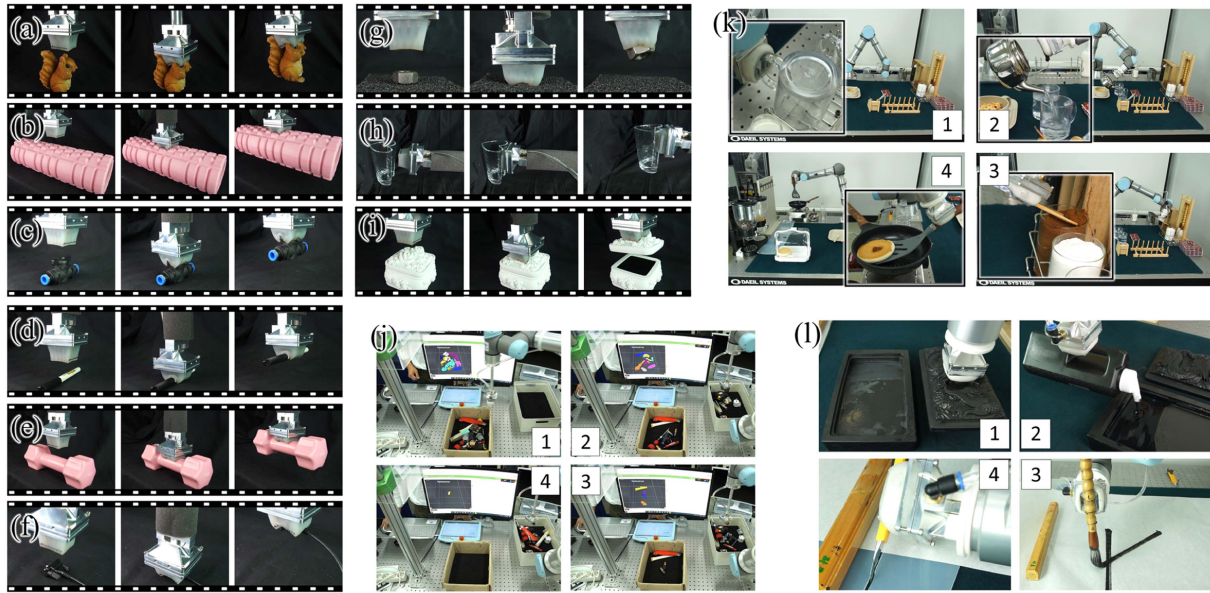 (a)
(b)
(c)
(d)
(e)
(f)
(g)
(h)
(i)
(j)
1
2
4
3
(k)
1
2
4
3
DAEIL SYSTEMS
DAEIL SYSTEMS
DAEIL SYSTEMS
DAEIL SYSTEMS
(l)
1
2
4
3